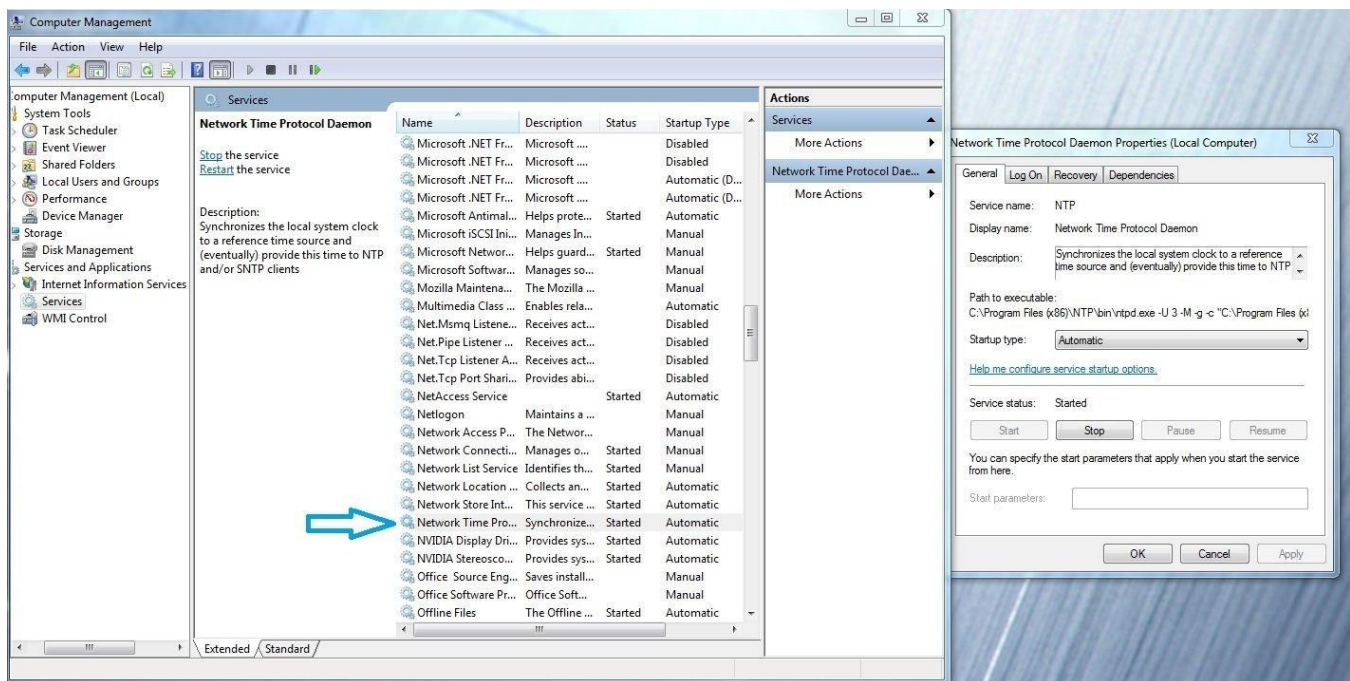 Computer Management
File Action View Help
omputer Management (Local)
System Tools
Task Scheduler
Event Viewer
Shared Folders
Local Users and Groups
Performance
Device Manager
Storage
Disk Management
Services and Applications
Internet Information Services
Services
WMI Control
Services
Network Time Protocol Daemon
Stop the service
Restart the service
Description:
Synchronizes the local system clock
to a reference time source and
(eventually) provide this time to NTP
and/or SNTP clients
Name Description Status Startup Type
Microsoft .NET Fr... Microsoft .... Disabled
Microsoft .NET Fr... Microsoft .... Disabled
Microsoft .NET Fr... Microsoft .... Automatic (D...
Microsoft .NET Fr... Microsoft .... Automatic (D...
Microsoft Antimal... Helps prote... Started Automatic
Microsoft iSCSI Ini... Manages In... Manual
Microsoft Networ... Helps guard... Started Manual
Microsoft Softwar... Manages so... Manual
Mozilla Maintena... The Mozilla ... Manual
Multimedia Class ... Enables rela... Automatic
Net.Msmq Listene... Receives act... Disabled
Net.Pipe Listener ... Receives act... Disabled
Net.Tcp Listener A... Receives act... Disabled
Net.Tcp Port Shari... Provides abi... Disabled
NetAccess Service Started Automatic
Netlogon Maintains a ... Manual
Network Access P... The Networ... Manual
Network Connecti... Manages o... Started Manual
Network List Service Identifies th... Started Manual
Network Location ... Collects an... Started Automatic
Network Store Int... This service ... Started Automatic
Network Time Pro... Synchronize... Started Automatic
NVIDIA Display Dri... Provides sys... Started Automatic
NVIDIA Stereosco... Provides sys... Started Automatic
Office Source Eng... Saves install... Manual
Office Software Pr... Office Soft... Manual
Offline Files The Offline ... Started Automatic
Extended Standard
Actions
Services
More Actions
Network Time Protocol Dae...
More Actions
Network Time Protocol Daemon Properties (Local Computer)
General Log On Recovery Dependencies
Service name: NTP
Display name: Network Time Protocol Daemon
Description: Synchronizes the local system clock to a reference
time source and (eventually) provide this time to NTP
Path to executable:
C:\Program Files (x86)\NTP\bin\ntpd.exe -U 3 -M -g -c "C:\Program Files (x
Startup type: Automatic
Help me configure service startup options.
Service status: Started
Start Stop Pause Resume
You can specify the start parameters that apply when you start the service
from here.
Start parameters:
OK Cancel Apply